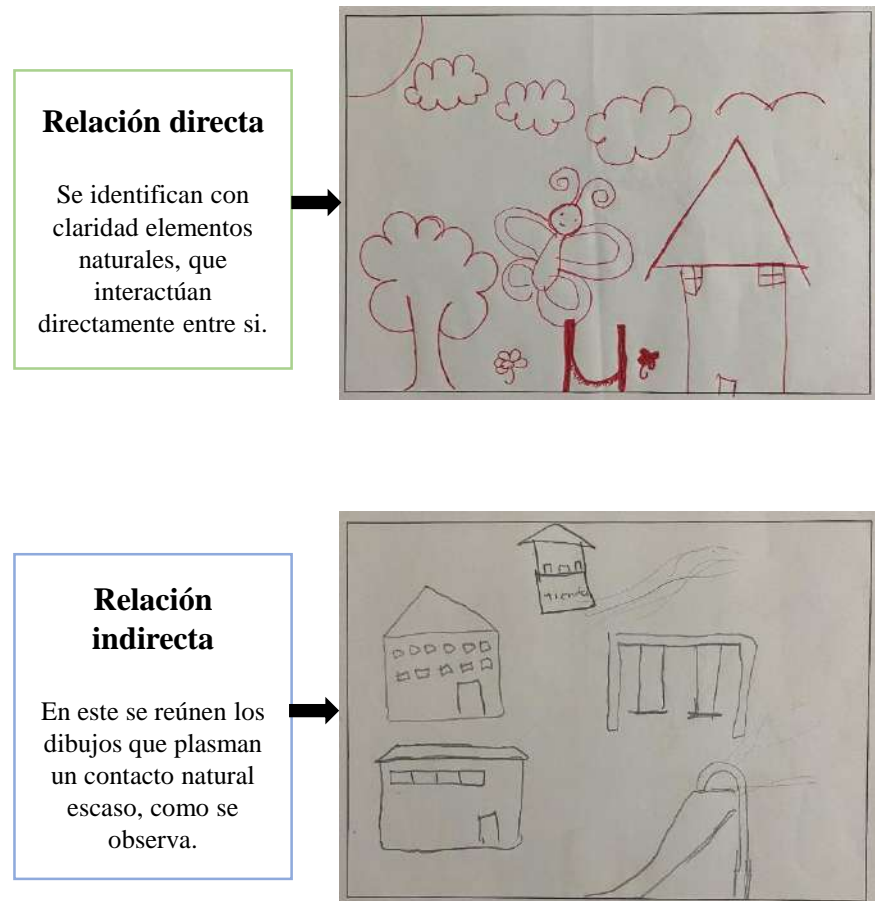 Relación directa
Se identifican con
claridad elementos
naturales, que
interactúan
directamente entre si.
Relación
indirecta
En este se reúnen los
dibujos que plasman
un contacto natural
escaso, como se
observa.